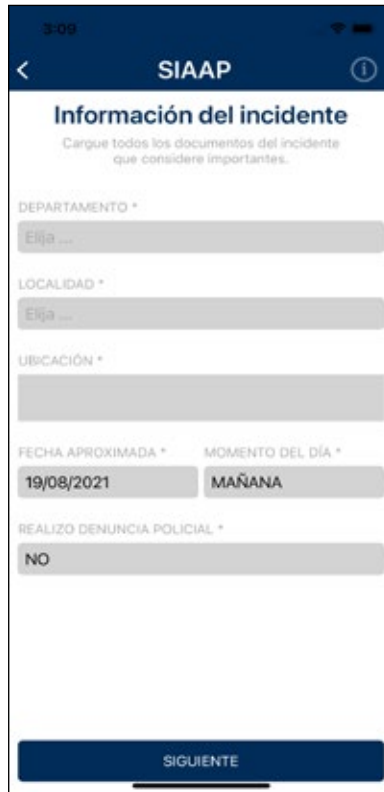 3:09
SIAAP
Información del incidente
Cargue todos los documentos del incidente
que considere importantes.
DEPARTAMENTO *
Elija ...
LOCALIDAD *
Elija ...
UBICACIÓN *
FECHA APROXIMADA * MOMENTO DEL DÍA *
19/08/2021 MAÑANA
REALIZO DENUNCIA POLICIAL *
NO
SIGUIENTE